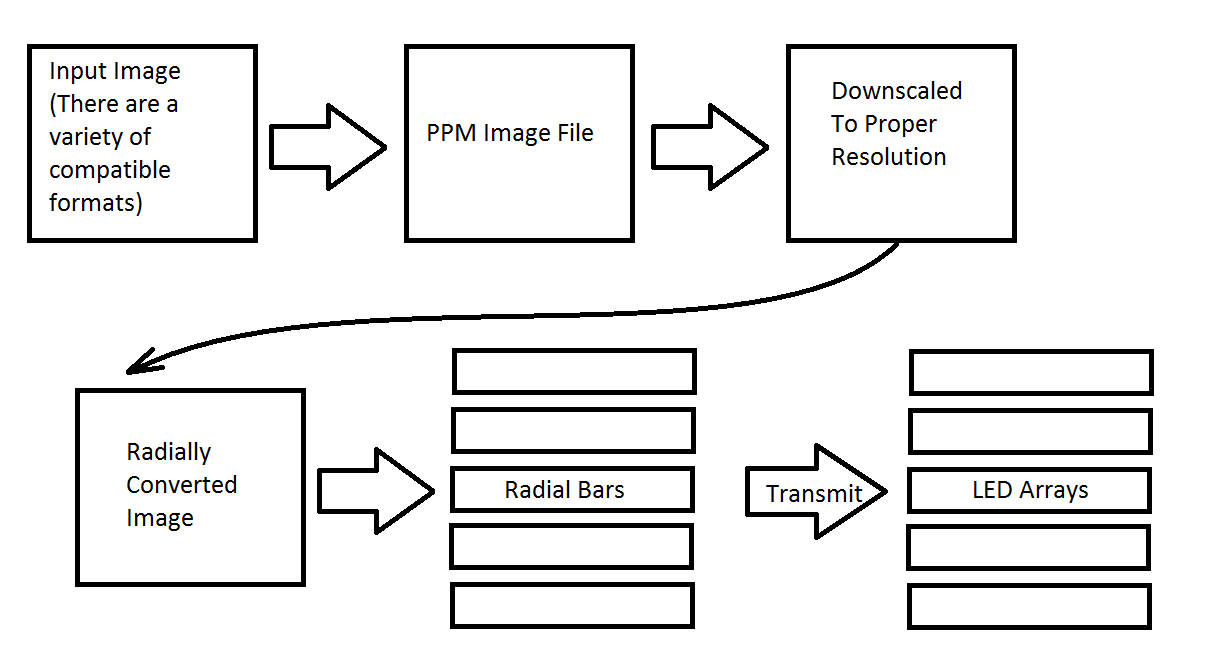 Input Image
(There are a
variety of
compatible
formats)
PPM Image File
Downscaled
To Proper
Resolution
Radially
Converted
Image
Radial Bars
Transmit
LED Arrays